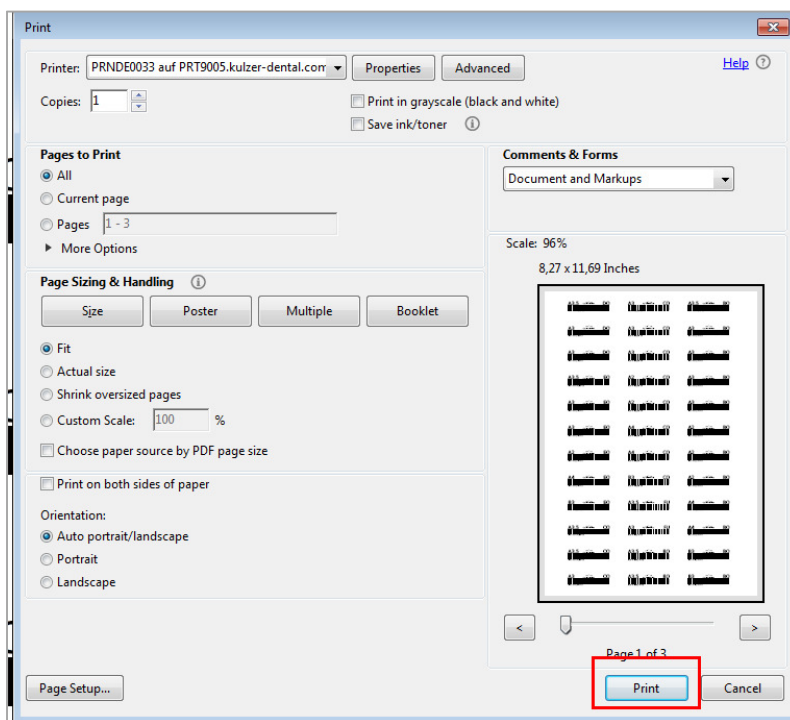 Print
Printer: PRNDE0033 auf PRT9005.kulzer-dental.com Properties Advanced Help
Copies: 1 Print in grayscale (black and white)
Save ink/toner
Pages to Print
All
Current page
Pages 1 - 3
More Options
Comments & Forms
Document and Markups
Page Sizing & Handling
Size Poster Multiple Booklet
Fit
Actual size
Shrink oversized pages
Custom Scale: 100 %
Choose paper source by PDF page size
Print on both sides of paper
Orientation:
Auto portrait/landscape
Portrait
Landscape
Scale: 96%
8,27 x 11,69 Inches
< >
Page 1 of 3
Page Setup... Print Cancel